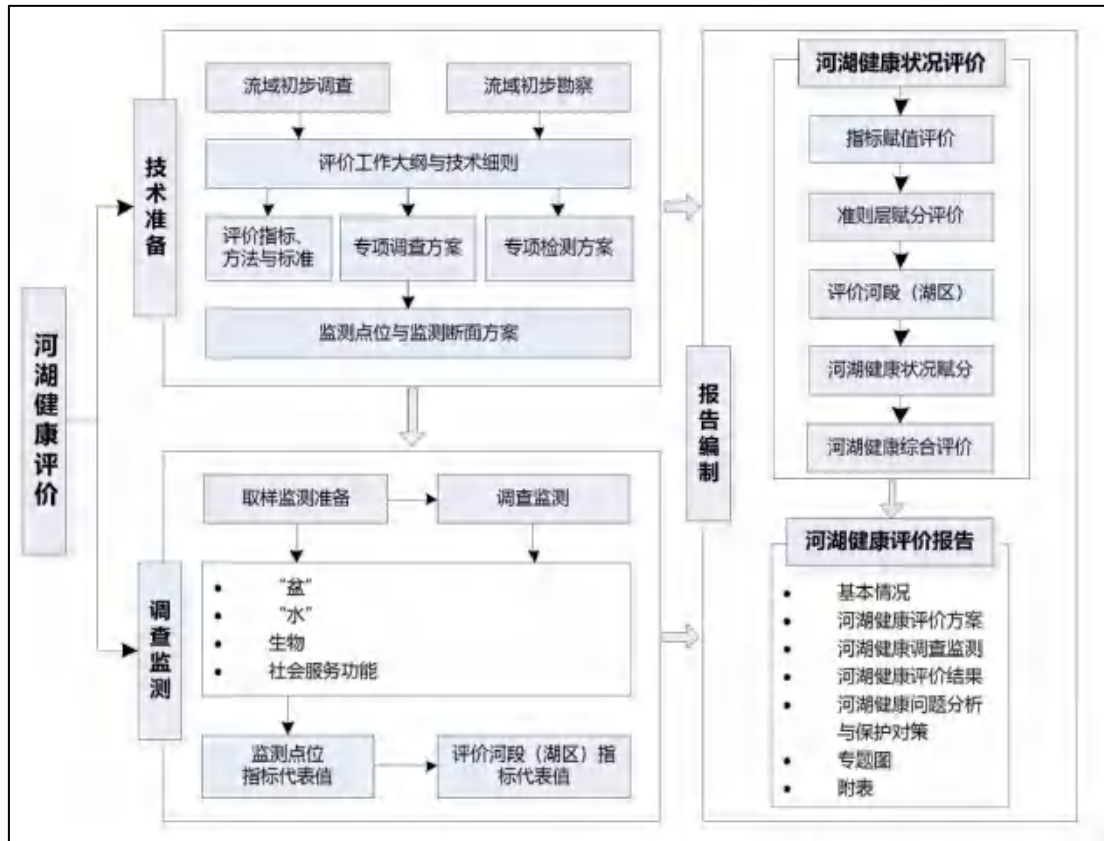 河湖健康评价
技术准备
流域初步调查
流域初步勘察
评价工作大纲与技术细则
评价指标、
方法与标准
专项调查方案
专项检测方案
监测点位与监测断面方案
调查监测
取样监测准备
调查监测
• “盆”
• “水”
• 生物
• 社会服务功能
监测点位
指标代表值
评价河段（湖区）指
标代表值
报告编制
河湖健康状况评价
指标赋值评价
准则层赋分评价
评价河段（湖区）
河湖健康状况赋分
河湖健康综合评价
河湖健康评价报告
• 基本情况
• 河湖健康评价方案
• 河湖健康调查监测
• 河湖健康评价结果
• 河湖健康问题分析
与保护对策
• 专题图
• 附表